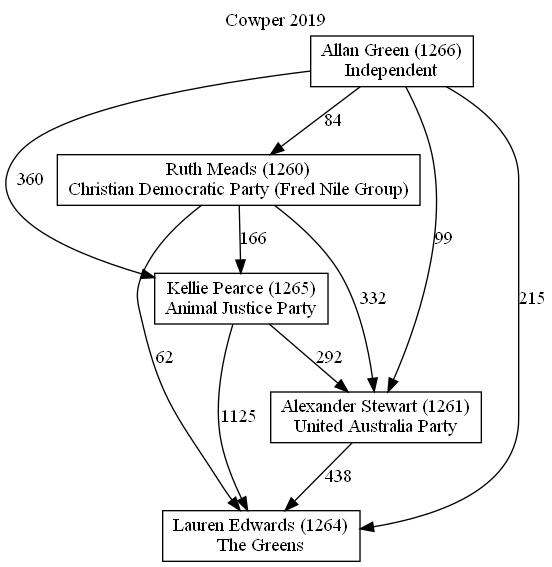 Cowper 2019
Allan Green (1266)
Independent
84
Ruth Meads (1260)
Christian Democratic Party (Fred Nile Group)
360
166
99
Kellie Pearce (1265)
Animal Justice Party
332
215
62
292
1125
Alexander Stewart (1261)
United Australia Party
438
Lauren Edwards (1264)
The Greens